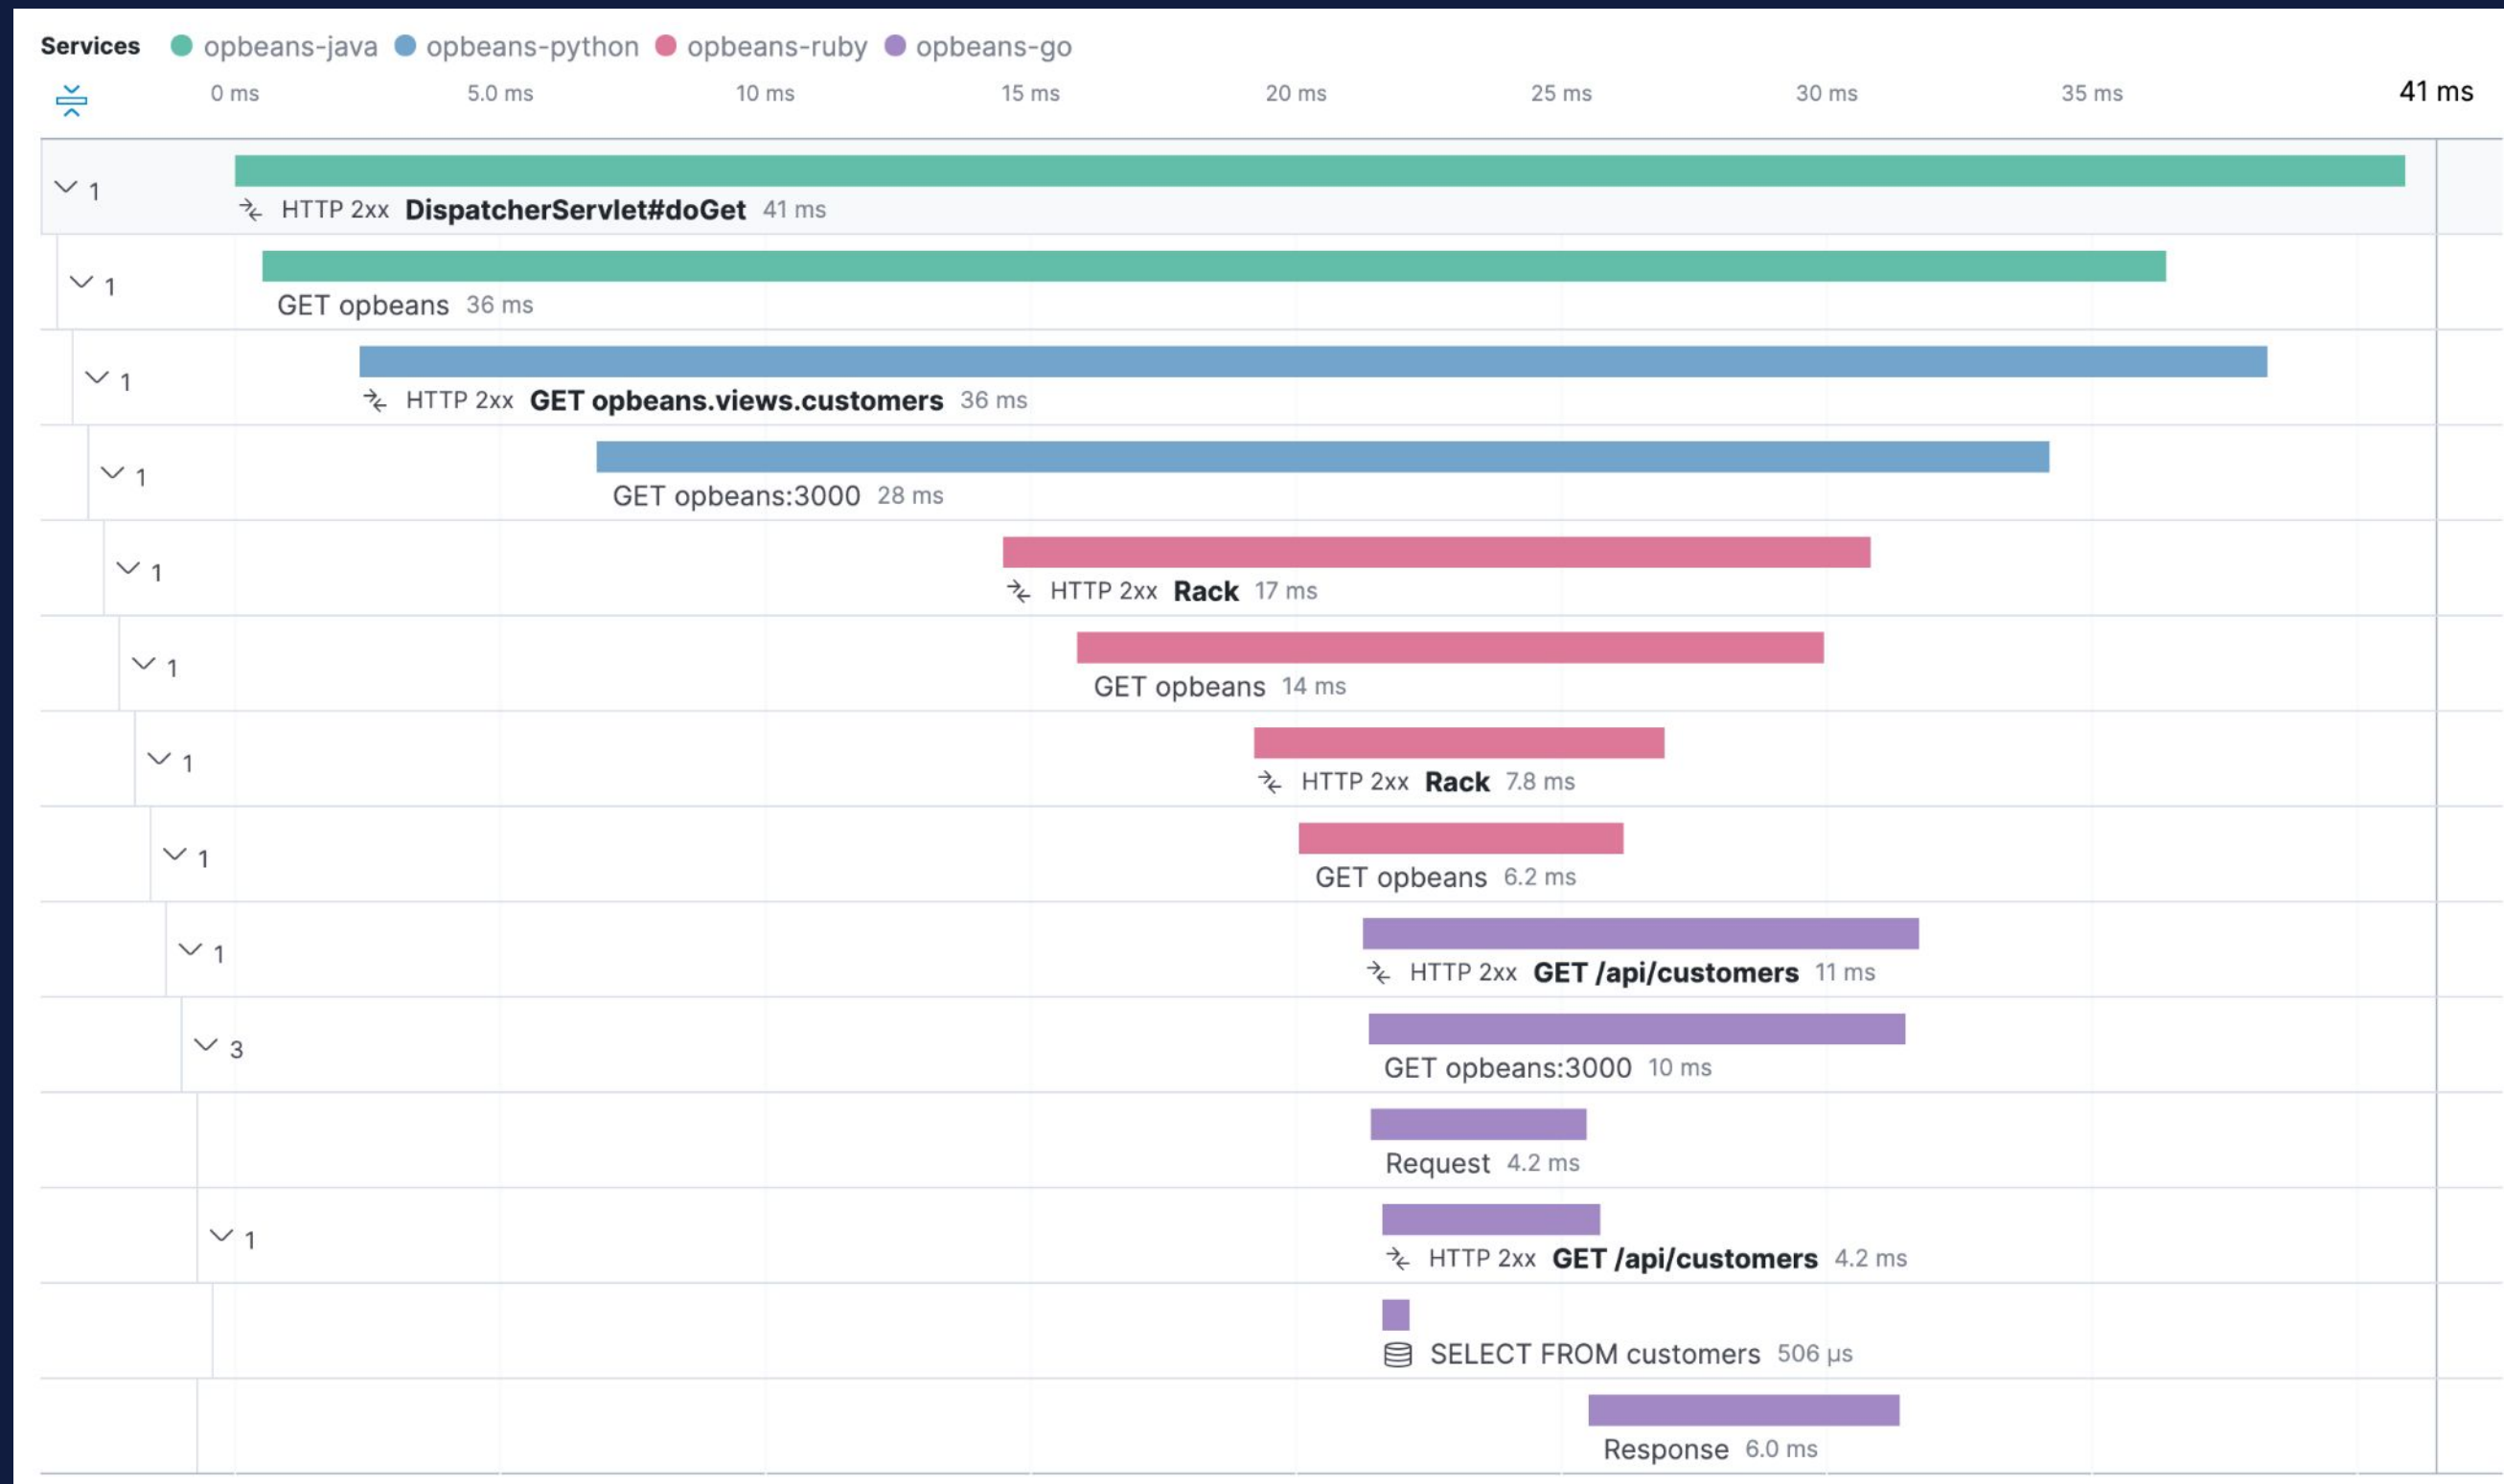 Services opbeans-java opbeans-python opbeans-ruby opbeans-go
0 ms 5.0 ms 10 ms 15 ms 20 ms 25 ms 30 ms 35 ms 41 ms
1
HTTP 2xx DispatcherServlet#doGet 41 ms
1
GET opbeans 36 ms
1
HTTP 2xx GET opbeans.views.customers 36 ms
1
GET opbeans:3000 28 ms
1
HTTP 2xx Rack 17 ms
1
GET opbeans 14 ms
1
HTTP 2xx Rack 7.8 ms
1
GET opbeans 6.2 ms
1
HTTP 2xx GET /api/customers 11 ms
3
GET opbeans:3000 10 ms
Request 4.2 ms
1
HTTP 2xx GET /api/customers 4.2 ms
SELECT FROM customers 506 μs
Response 6.0 ms